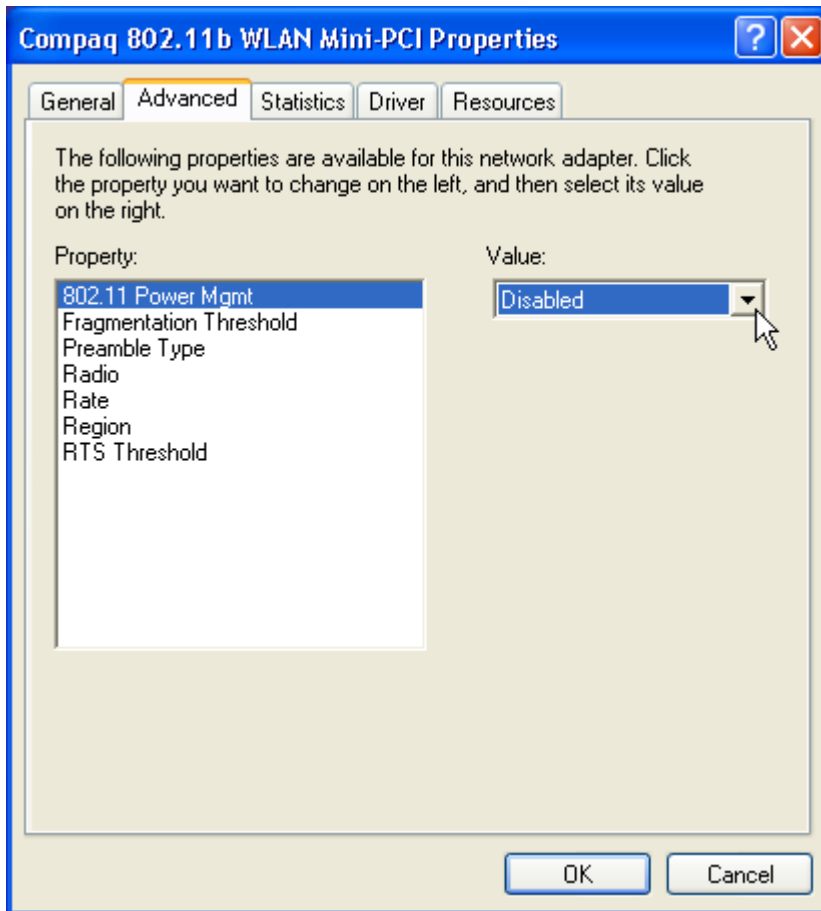 Compaq 802.11b WLAN Mini-PCI Properties
General Advanced Statistics Driver Resources
The following properties are available for this network adapter. Click
the property you want to change on the left, and then select its value
on the right.
Property:
Value:
802.11 Power Mgmt
Fragmentation Threshold
Preamble Type
Radio
Rate
Region
RTS Threshold
Disabled
OK
Cancel